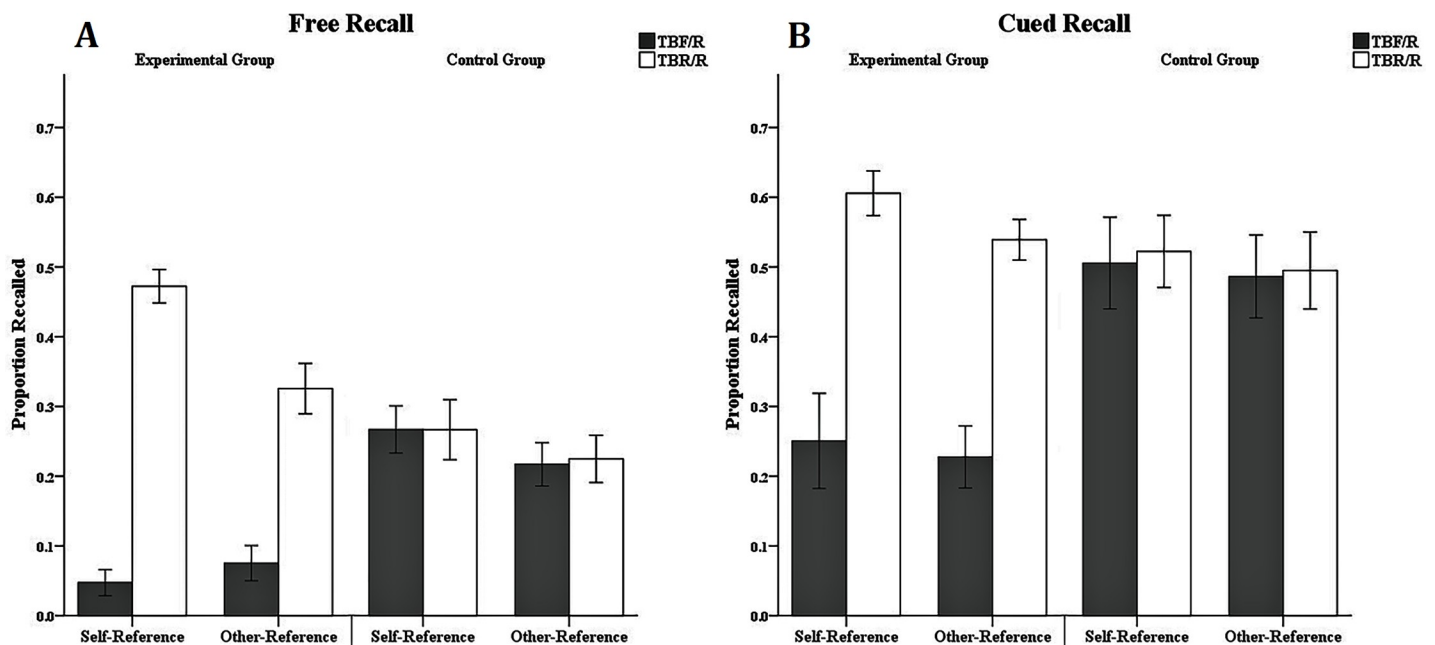 A
Free Recall
TBF/R
TBR/R
Experimental Group
Control Group
Proportion Recalled
0.7
0.6
0.5
0.4
0.3
0.2
0.1
0.0
Self-Reference
Other-Reference
Self-Reference
Other-Reference
B
Cued Recall
TBF/R
TBR/R
Experimental Group
Control Group
Proportion Recalled
0.7
0.6
0.5
0.4
0.3
0.2
0.1
0.0
Self-Reference
Other-Reference
Self-Reference
Other-Reference